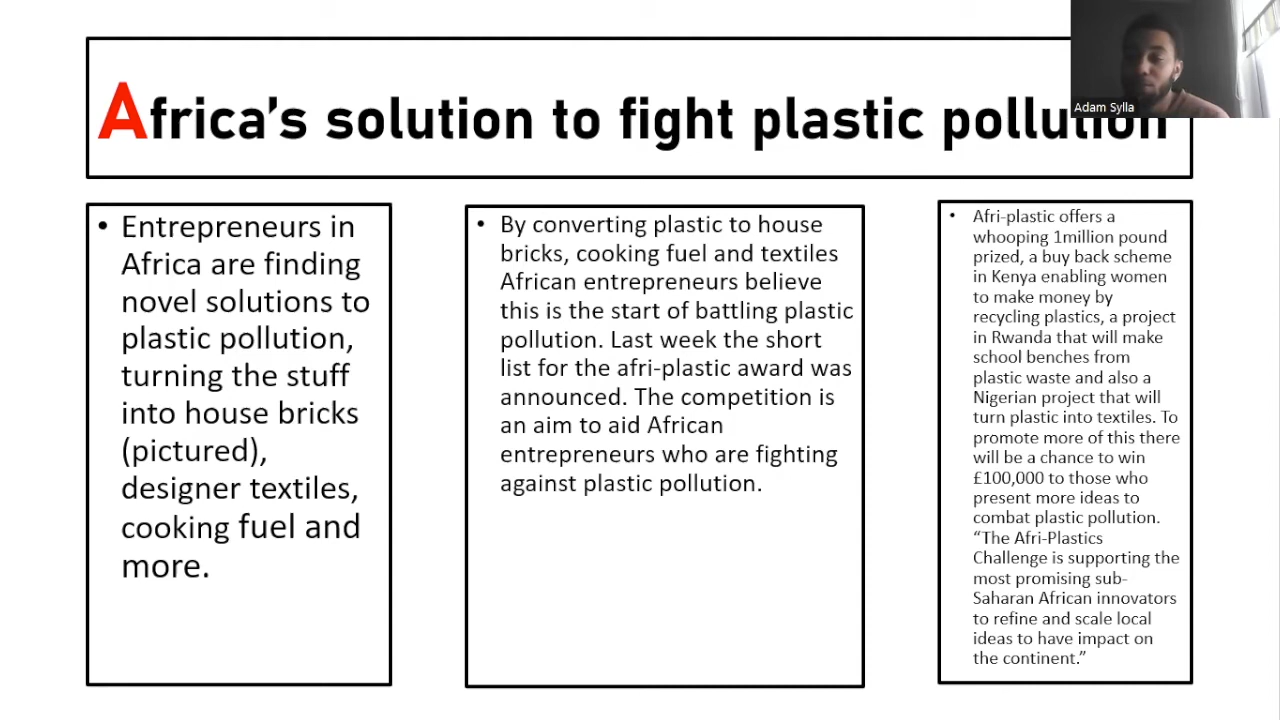 Africa's solution to fight plastic pollution
Adam Sylla
• Entrepreneurs in
Africa are finding
novel solutions to
plastic pollution,
turning the stuff
into house bricks
(pictured),
designer textiles,
cooking fuel and
more.
• By converting plastic to house
bricks, cooking fuel and textiles
African entrepreneurs believe
this is the start of battling plastic
pollution. Last week the short
list for the afri-plastic award was
announced. The competition is
an aim to aid African
entrepreneurs who are fighting
against plastic pollution.
• Afri-plastic offers a
whooping 1million pound
prized, a buy back scheme
in Kenya enabling women
to make money by
recycling plastics, a project
in Rwanda that will make
school benches from
plastic waste and also a
Nigerian project that will
turn plastic into textiles. To
promote more of this there
will be a chance to win
£100,000 to those who
present more ideas to
combat plastic pollution.
“The Afri-Plastics
Challenge is supporting the
most promising sub-
Saharan African innovators
to refine and scale local
ideas to have impact on
the continent.”